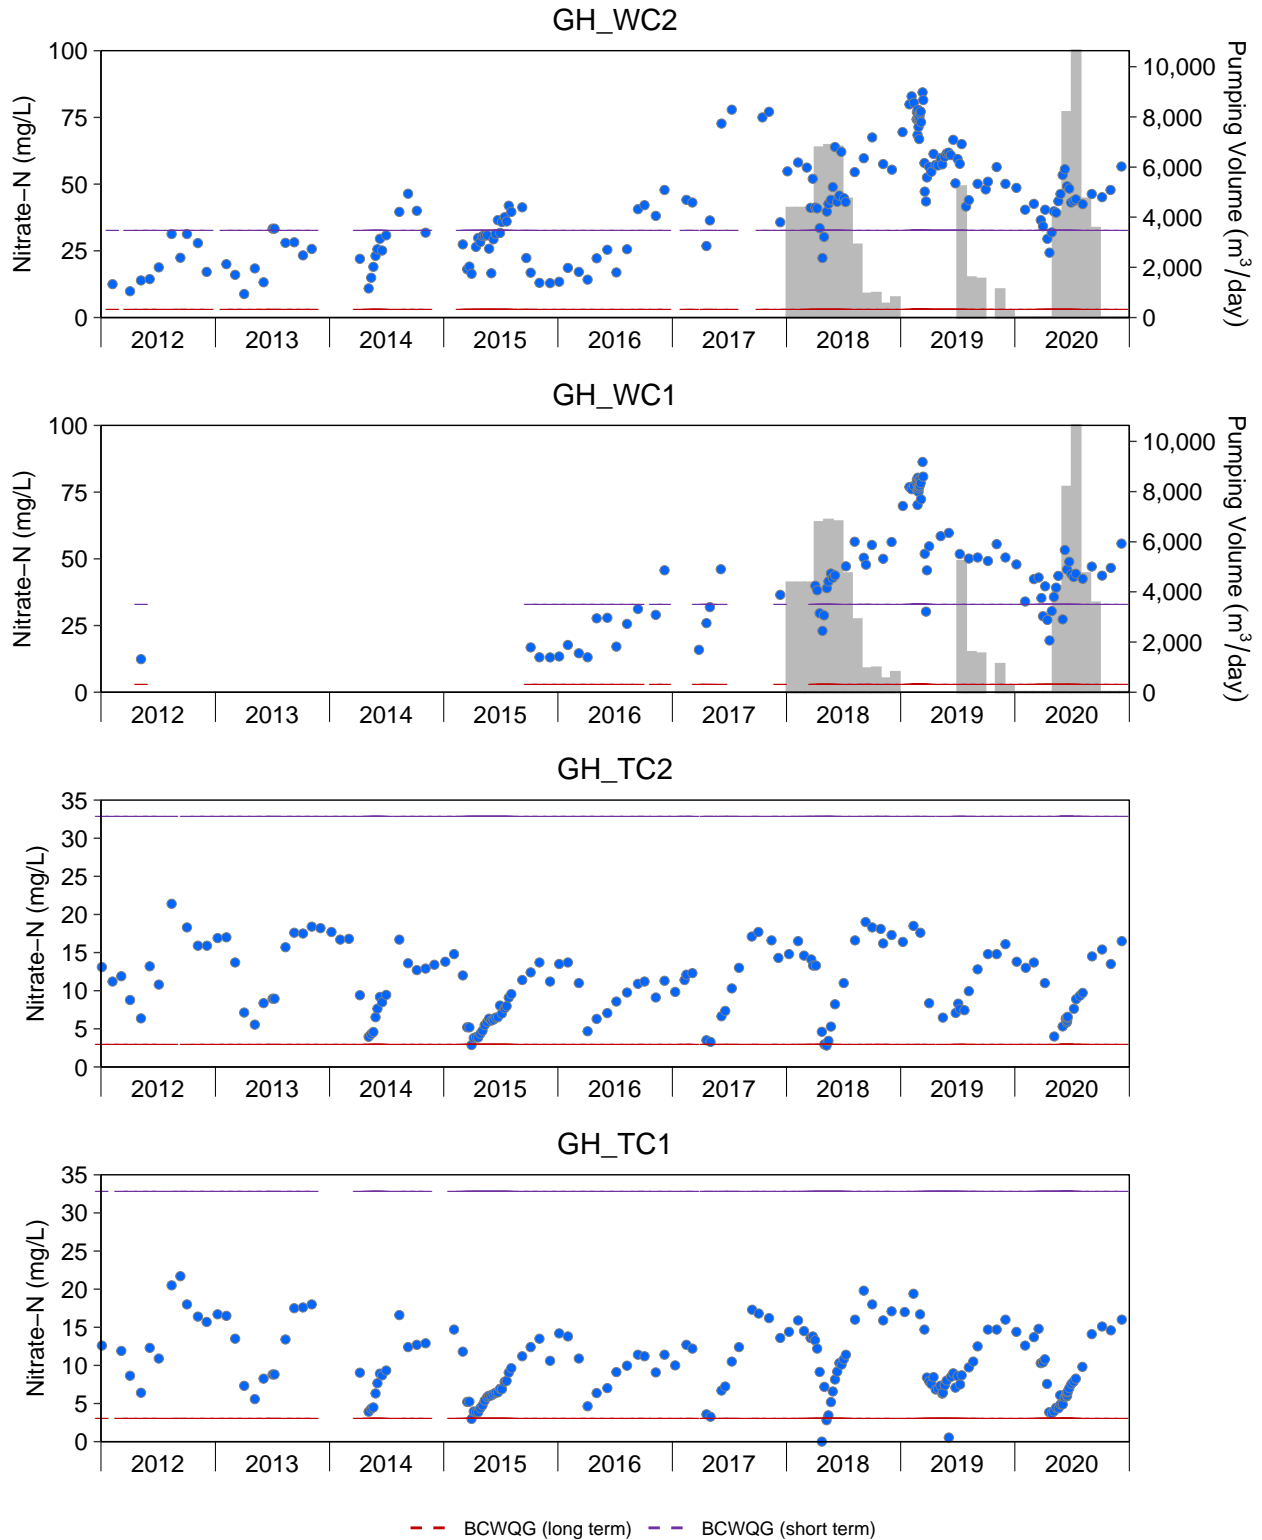 GH_WC2
Nitrate–N (mg/L)
100
75
50
25
0
10,000
8,000
6,000
4,000
2,000
0
Pumping Volume (m³/day)
2012 2013 2014 2015 2016 2017 2018 2019 2020
GH_WC1
Nitrate–N (mg/L)
100
75
50
25
0
10,000
8,000
6,000
4,000
2,000
0
Pumping Volume (m³/day)
2012 2013 2014 2015 2016 2017 2018 2019 2020
GH_TC2
Nitrate–N (mg/L)
35
30
25
20
15
10
5
0
2012 2013 2014 2015 2016 2017 2018 2019 2020
GH_TC1
Nitrate–N (mg/L)
35
30
25
20
15
10
5
0
2012 2013 2014 2015 2016 2017 2018 2019 2020
BCWQG (long term) BCWQG (short term)